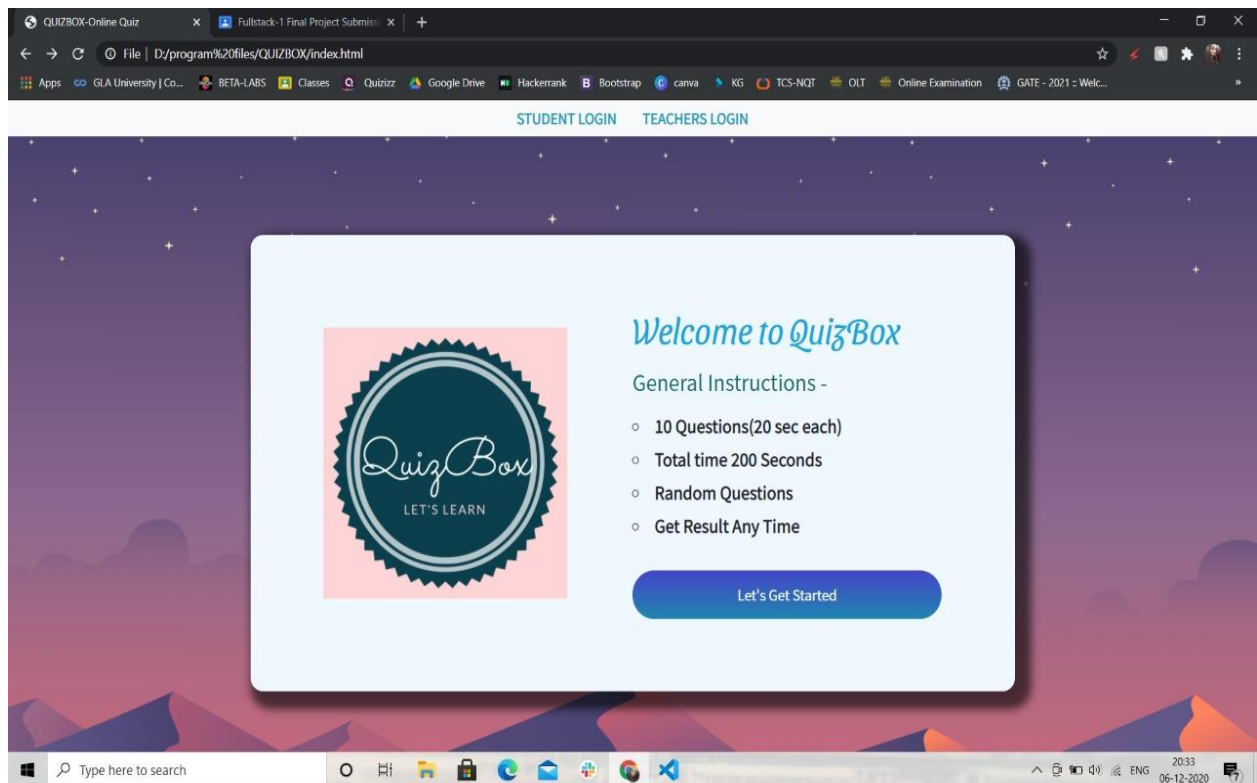 QUIZBOX-Online Quiz
Fullstack-1 Final Project Submiss
File | D:/program%20files/QUIZBOX/index.html
Apps GLA University | Co... BETA-LABS Classes Quizizz Google Drive Hackerrank Bootstrap canva KG TCS-NQT OLT Online Examination GATE - 2021 :: Welc... »
STUDENT LOGIN TEACHERS LOGIN
Welcome to QuizBox
General Instructions -
10 Questions(20 sec each)
Total time 200 Seconds
Random Questions
Get Result Any Time
Let's Get Started
QuizBox
LET'S LEARN
Type here to search
ENG
20:33
06-12-2020